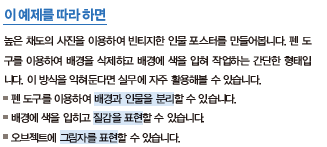 이 예제를 따라 하면
높은 채도의 사진을 이용하여 빈티지한 인물 포스터를 만들어봅니다. 펜 도
구를 이용하여 배경을 삭제하고 배경에 색을 입혀 작업하는 간단한 형태입
니다. 이 방식을 익혀둔다면 실무에 자주 활용해볼 수 있습니다.
■ 펜 도구를 이용하여 배경과 인물을 분리할 수 있습니다.
■ 배경에 색을 입히고 질감을 표현할 수 있습니다.
■ 오브젝트에 그림자를 표현할 수 있습니다.